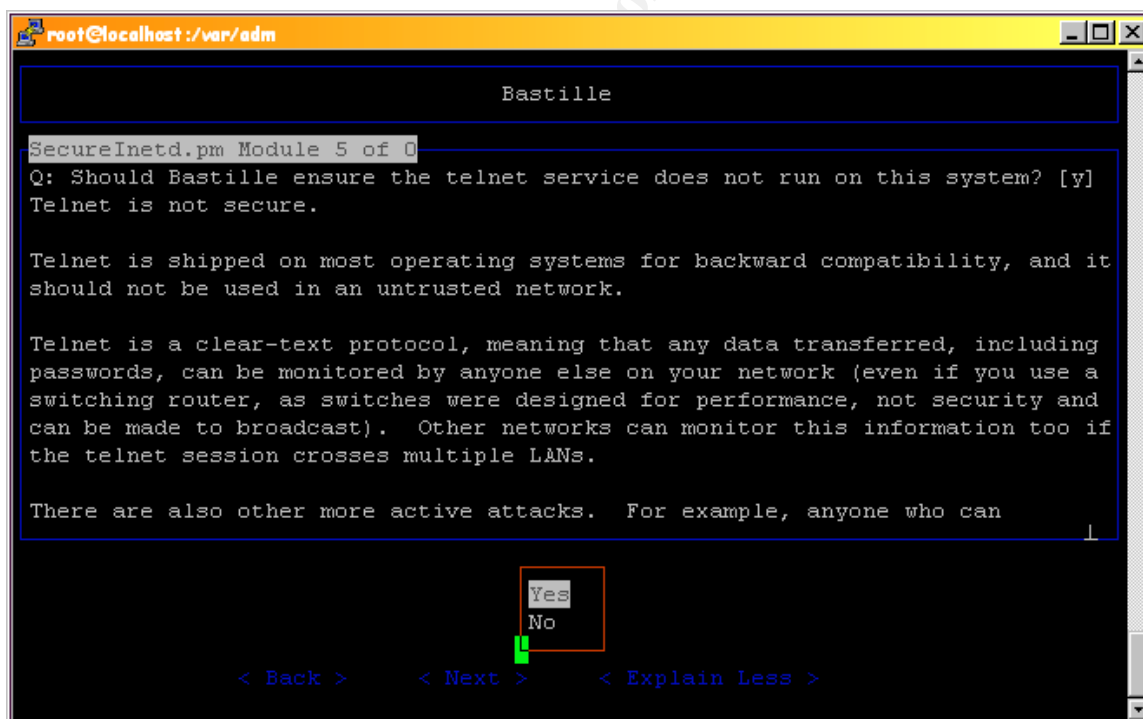 root@localhost:/var/adm
Bastille
SecureInetd.pm Module 5 of 0
Q: Should Bastille ensure the telnet service does not run on this system? [y]
Telnet is not secure.
Telnet is shipped on most operating systems for backward compatibility, and it
should not be used in an untrusted network.
Telnet is a clear-text protocol, meaning that any data transferred, including
passwords, can be monitored by anyone else on your network (even if you use a
switching router, as switches were designed for performance, not security and
can be made to broadcast).  Other networks can monitor this information too if
the telnet session crosses multiple LANs.
There are also other more active attacks.  For example, anyone who can
Yes
No
< Back > < Next > < Explain Less >